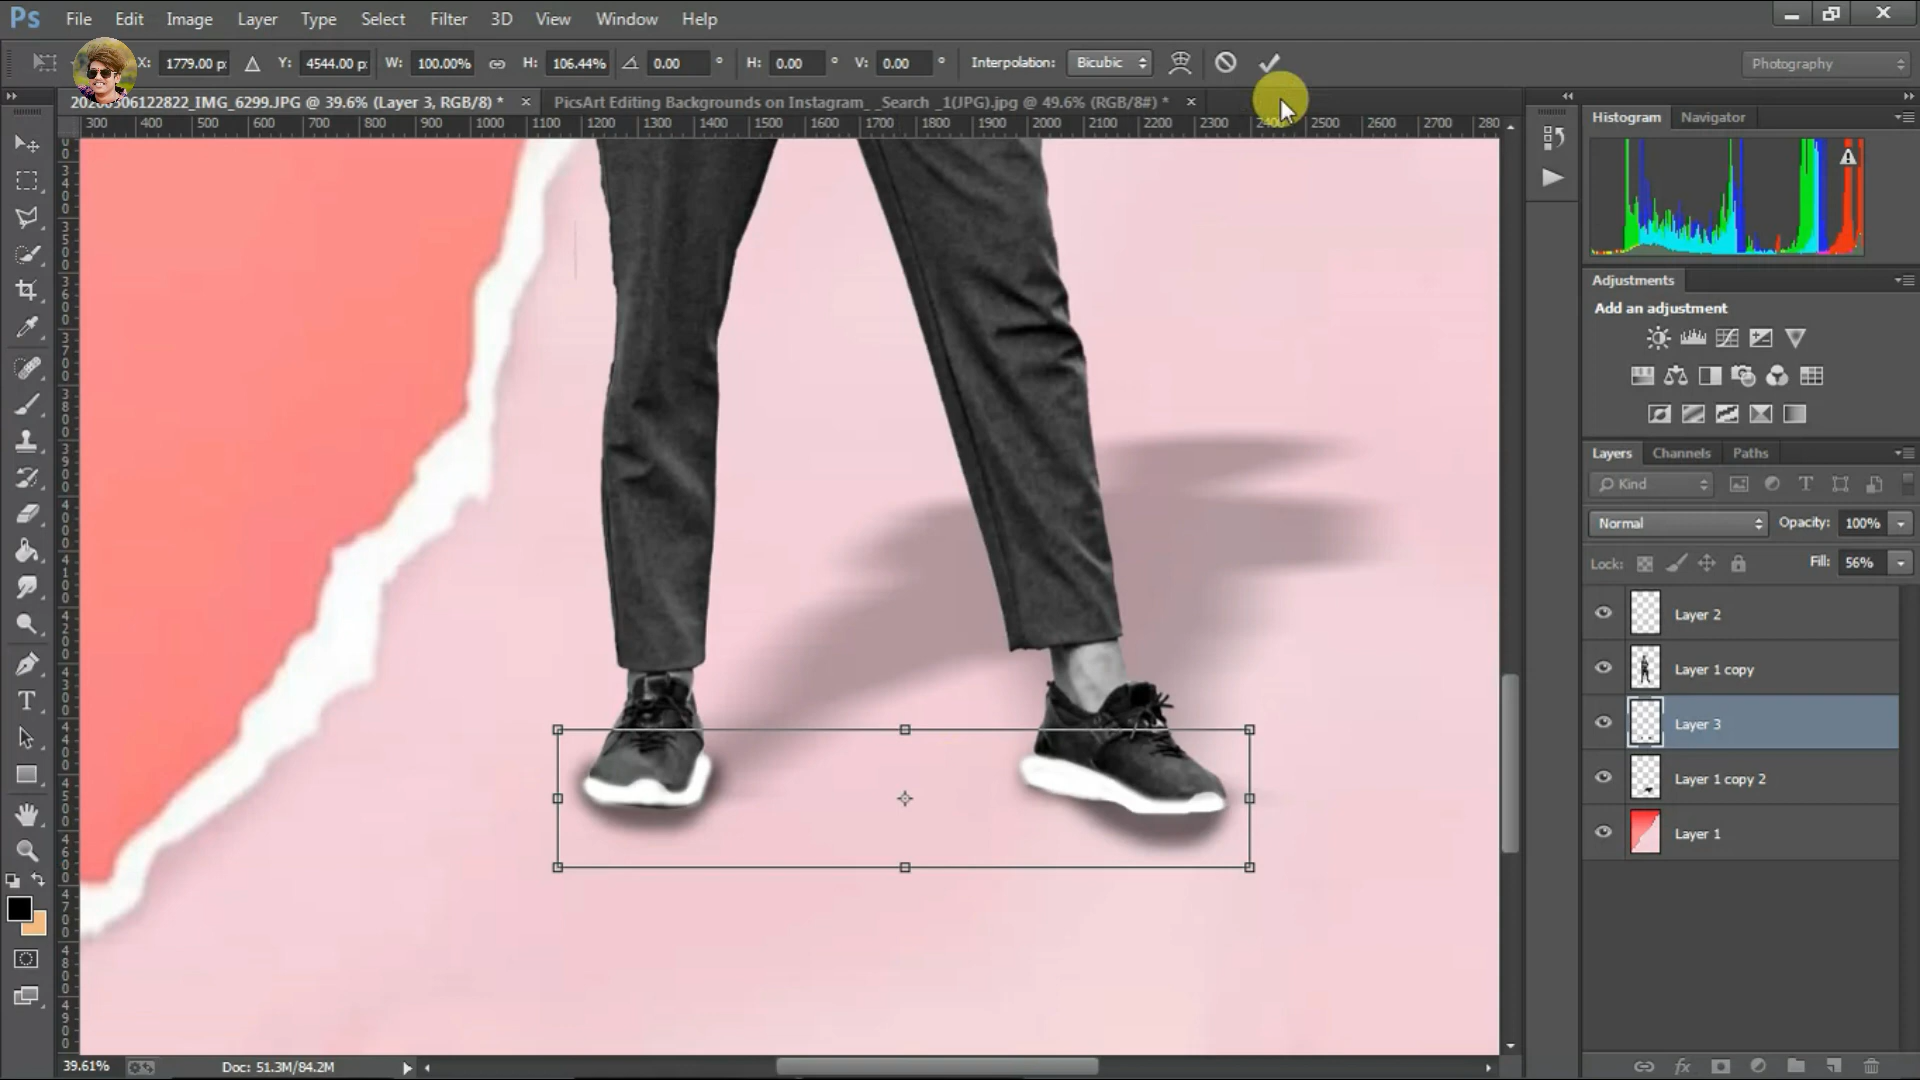 Ps File Edit Image Layer Type Select Filter 3D View Window Help
X: 1779.00 p Y: 4544.00 p W: 100.00% H: 106.44% 0.00 ° H: 0.00 ° V: 0.00 ° Interpolation: Bicubic Photography
20200306122822_IMG_6299.JPG @ 39.6% (Layer 3, RGB/8) * × PicsArt Editing Backgrounds on Instagram_ _Search _1(JPG).jpg @ 49.6% (RGB/8#) * ×
300 400 500 600 700 800 900 1000 1100 1200 1300 1400 1500 1600 1700 1800 1900 2000 2100 2200 2300 2400 2500 2600 2700 280
Histogram Navigator
Adjustments
Add an adjustment
Layers Channels Paths
Kind
Normal Opacity: 100%
Lock: Fill: 56%
Layer 2
Layer 1 copy
Layer 3
Layer 1 copy 2
Layer 1
39.61% Doc: 51.3M/84.2M